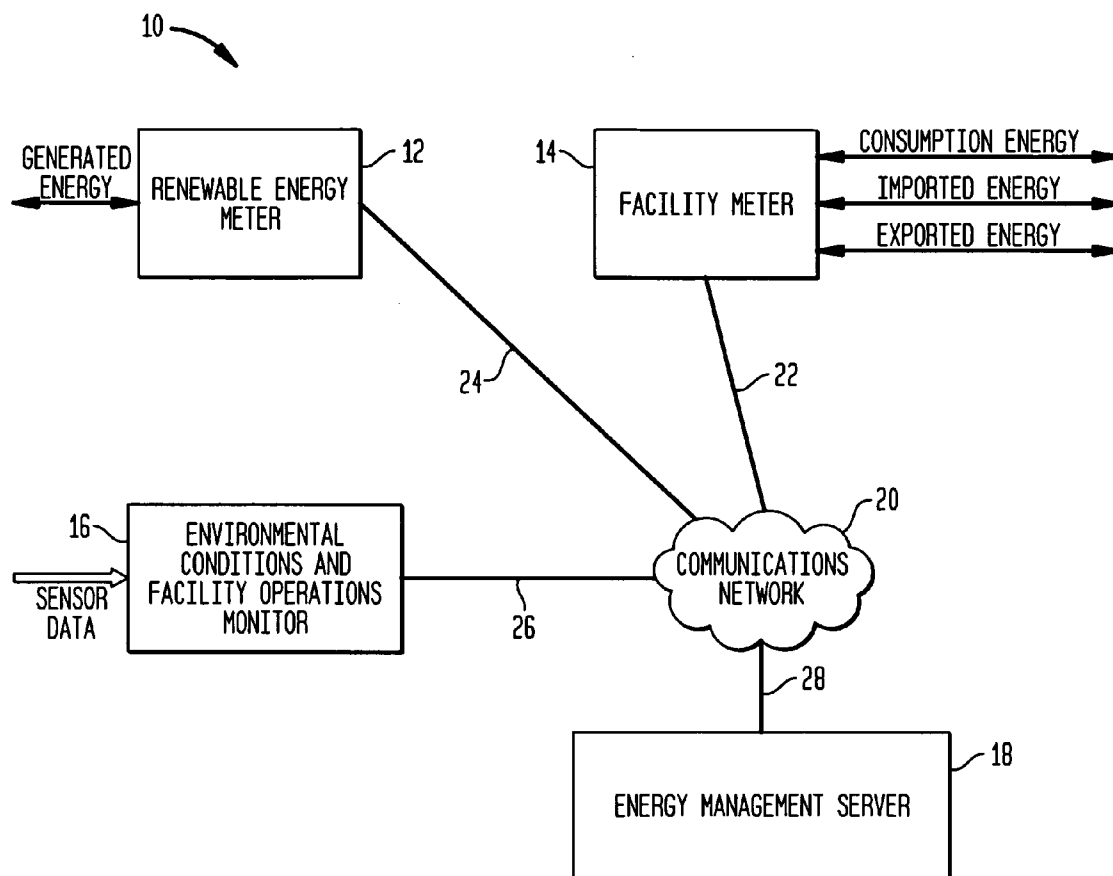 10
GENERATED
ENERGY
RENEWABLE ENERGY
METER
12
14
FACILITY METER
CONSUMPTION ENERGY
IMPORTED ENERGY
EXPORTED ENERGY
24
22
16
ENVIRONMENTAL
CONDITIONS AND
FACILITY OPERATIONS
MONITOR
SENSOR
DATA
26
20
COMMUNICATIONS
NETWORK
28
18
ENERGY MANAGEMENT SERVER